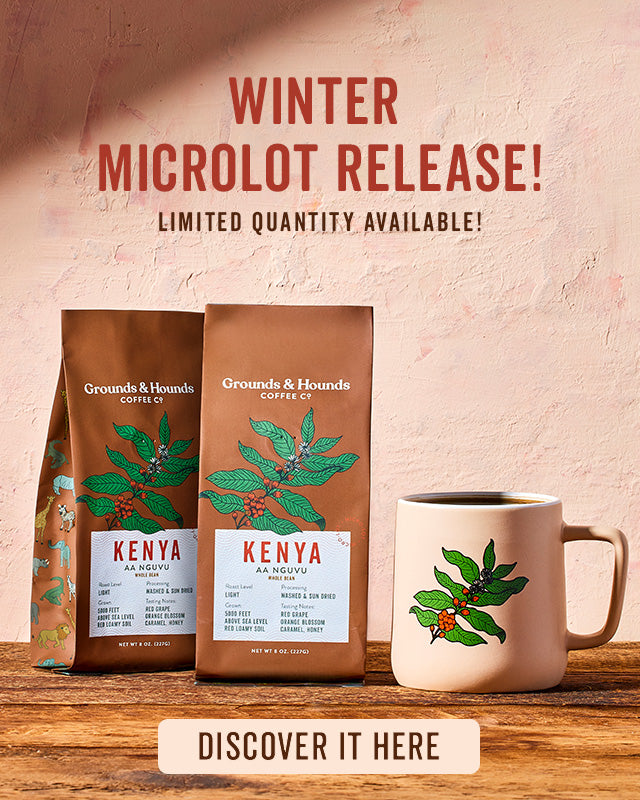 WINTER
MICROLOT RELEASE!
LIMITED QUANTITY AVAILABLE!
Grounds & Hounds
COFFEE Cº
KENYA
AA NGUVU
WHOLE BEAN
Roast Level
LIGHT
Processing
WASHED & SUN DRIED
Grown:
5000 FEET
ABOVE SEA LEVEL
RED LOAMY SOIL
Tasting Notes:
RED GRAPE
ORANGE BLOSSOM
CARAMEL, HONEY
NET WT 8 OZ. (227G)
Grounds & Hounds
COFFEE Cº
KENYA
AA NGUVU
WHOLE BEAN
Roast Level
LIGHT
Processing
WASHED & SUN DRIED
Grown:
5000 FEET
ABOVE SEA LEVEL
RED LOAMY SOIL
Tasting Notes:
RED GRAPE
ORANGE BLOSSOM
CARAMEL, HONEY
NET WT 8 OZ. (227G)
DISCOVER IT HERE